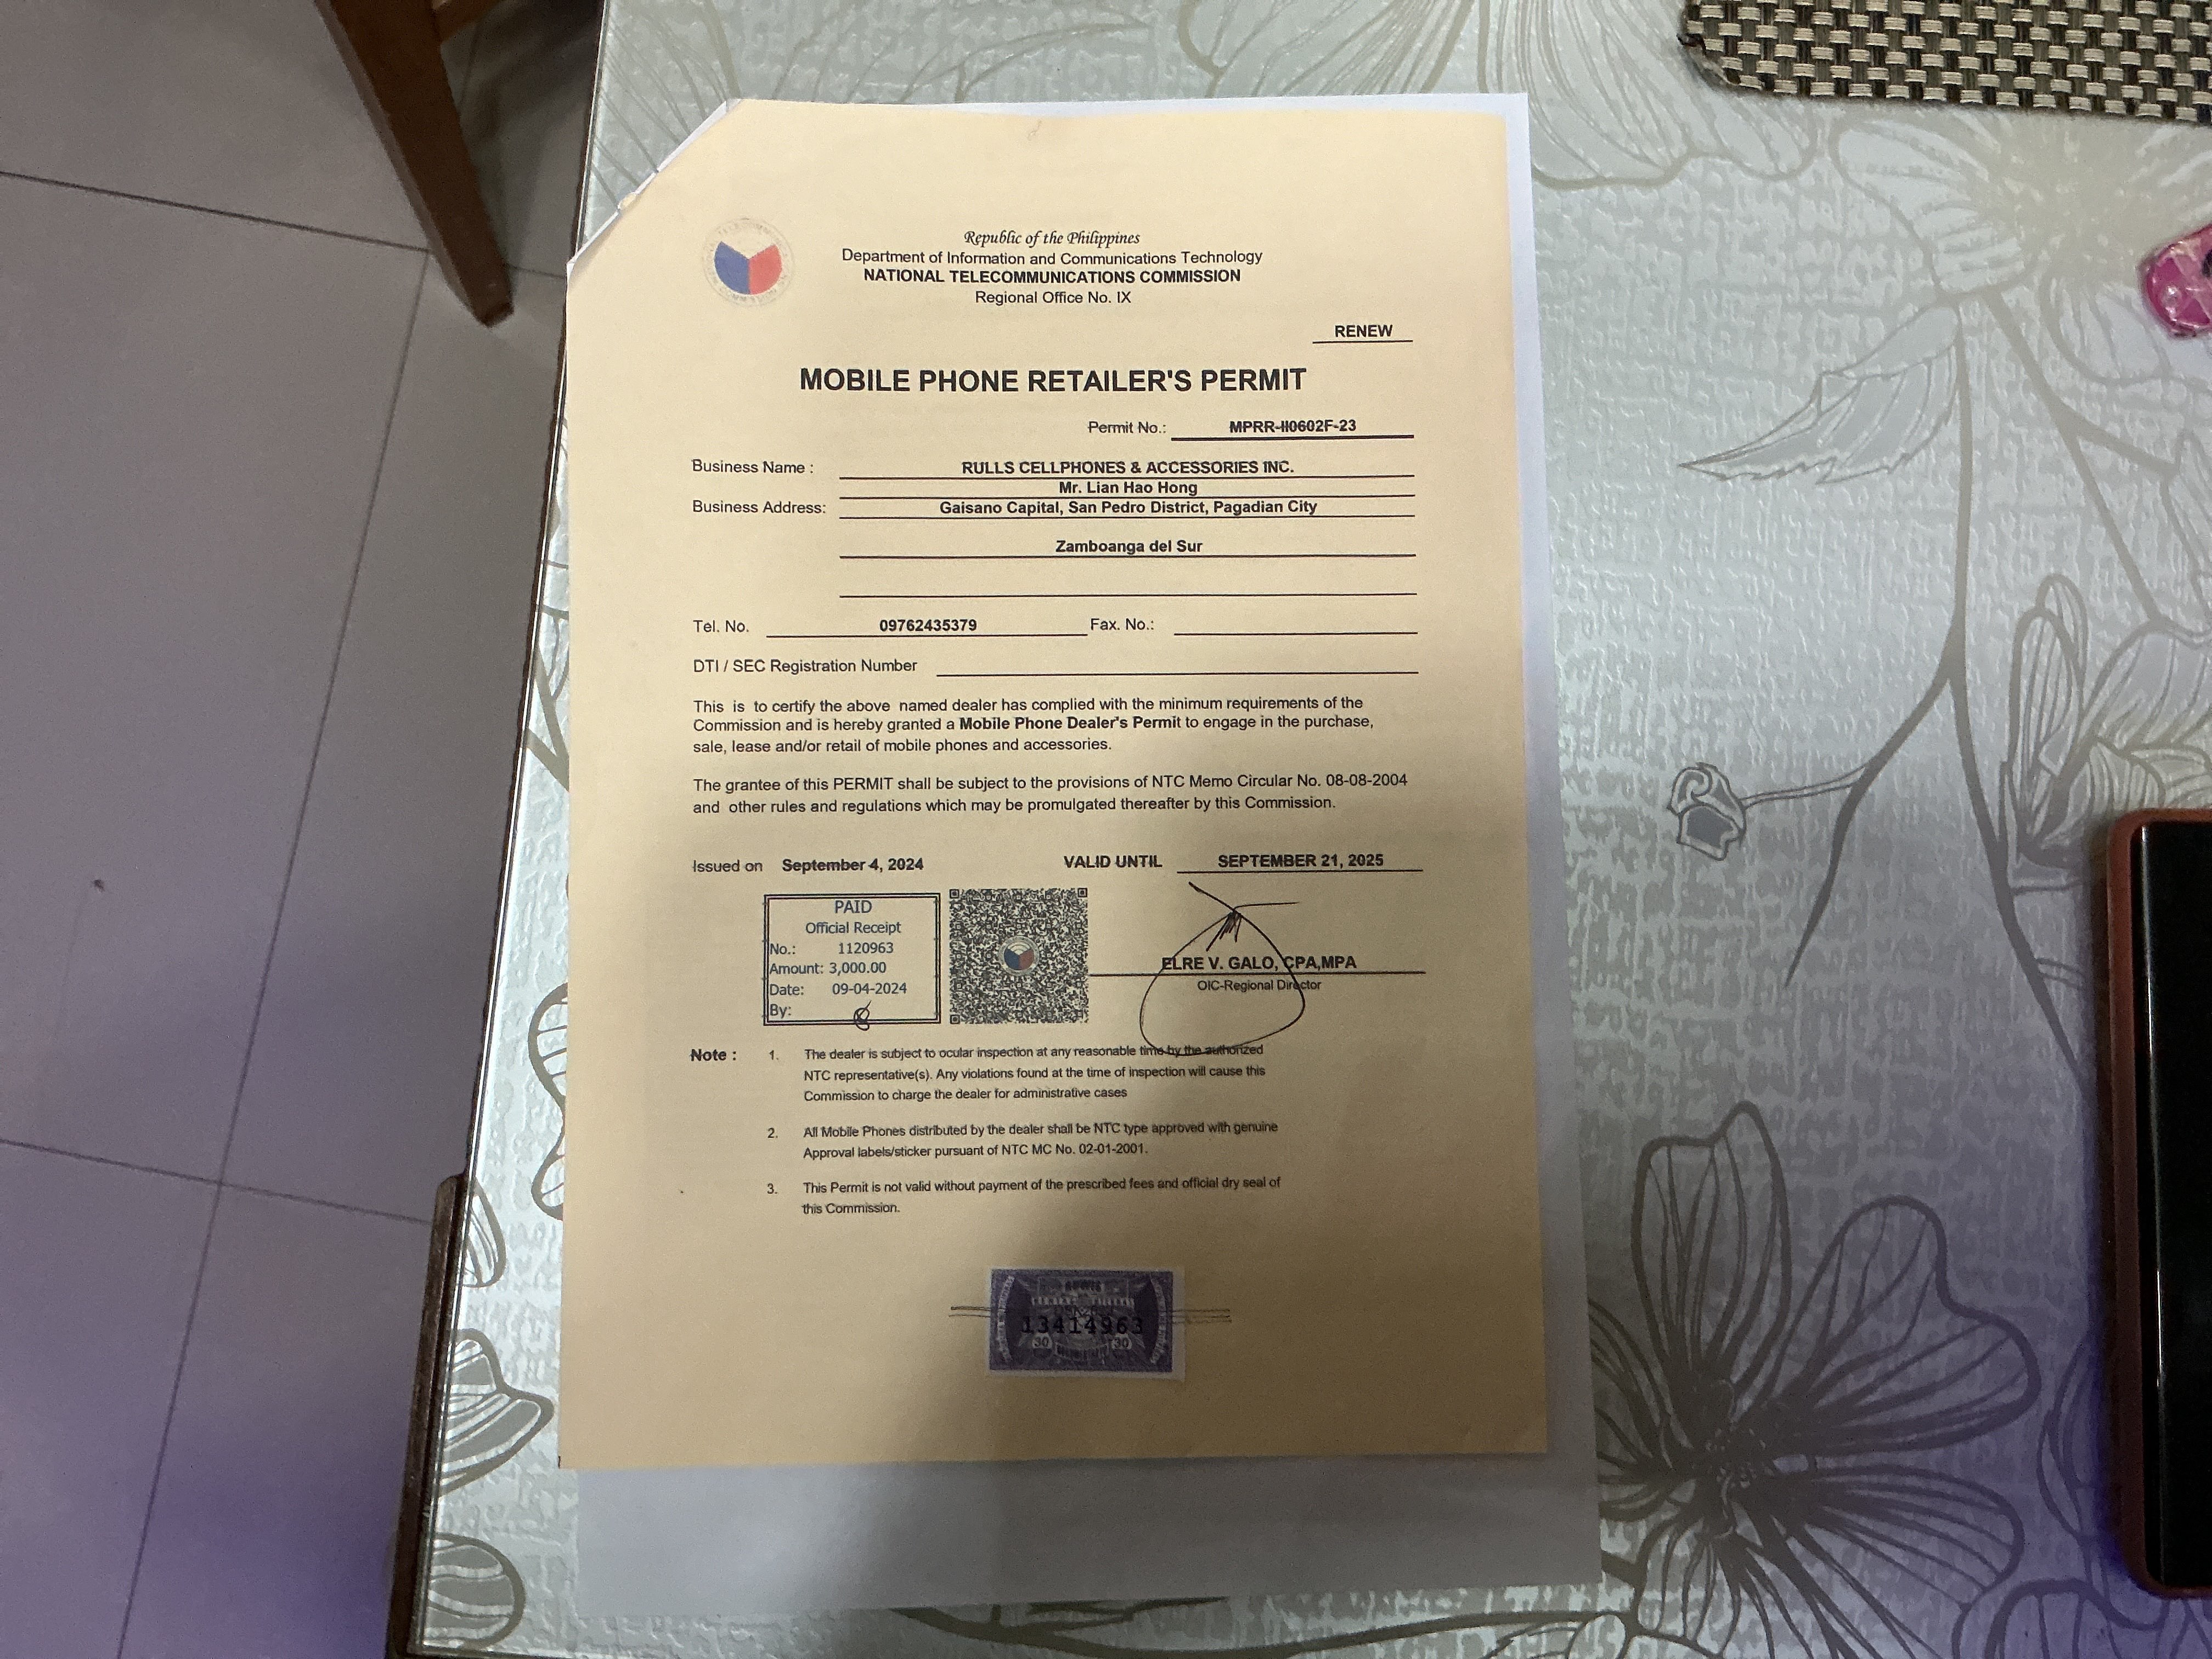 Republic of the Philippines
Department of Information and Communications Technology
NATIONAL TELECOMMUNICATIONS COMMISSION
Regional Office No. IX
RENEW
MOBILE PHONE RETAILER'S PERMIT
Permit No.: MPRR-II0602F-23
Business Name : RULLS CELLPHONES & ACCESSORIES INC.
Mr. Lian Hao Hong
Business Address: Gaisano Capital, San Pedro District, Pagadian City
Zamboanga del Sur
Tel. No. 09762435379 Fax. No.:
DTI / SEC Registration Number
This is to certify the above named dealer has complied with the minimum requirements of the
Commission and is hereby granted a Mobile Phone Dealer's Permit to engage in the purchase,
sale, lease and/or retail of mobile phones and accessories.
The grantee of this PERMIT shall be subject to the provisions of NTC Memo Circular No. 08-08-2004
and other rules and regulations which may be promulgated thereafter by this Commission.
Issued on September 4, 2024 VALID UNTIL SEPTEMBER 21, 2025
PAID
Official Receipt
No.: 1120963
Amount: 3,000.00
Date: 09-04-2024
By:
ELRE V. GALO, CPA,MPA
OIC-Regional Director
Note : 1. The dealer is subject to ocular inspection at any reasonable time by the authorized
NTC representative(s). Any violations found at the time of inspection will cause this
Commission to charge the dealer for administrative cases
2. All Mobile Phones distributed by the dealer shall be NTC type approved with genuine
Approval labels/sticker pursuant of NTC MC No. 02-01-2001.
3. This Permit is not valid without payment of the prescribed fees and official dry seal of
this Commission.
13414963
30 30